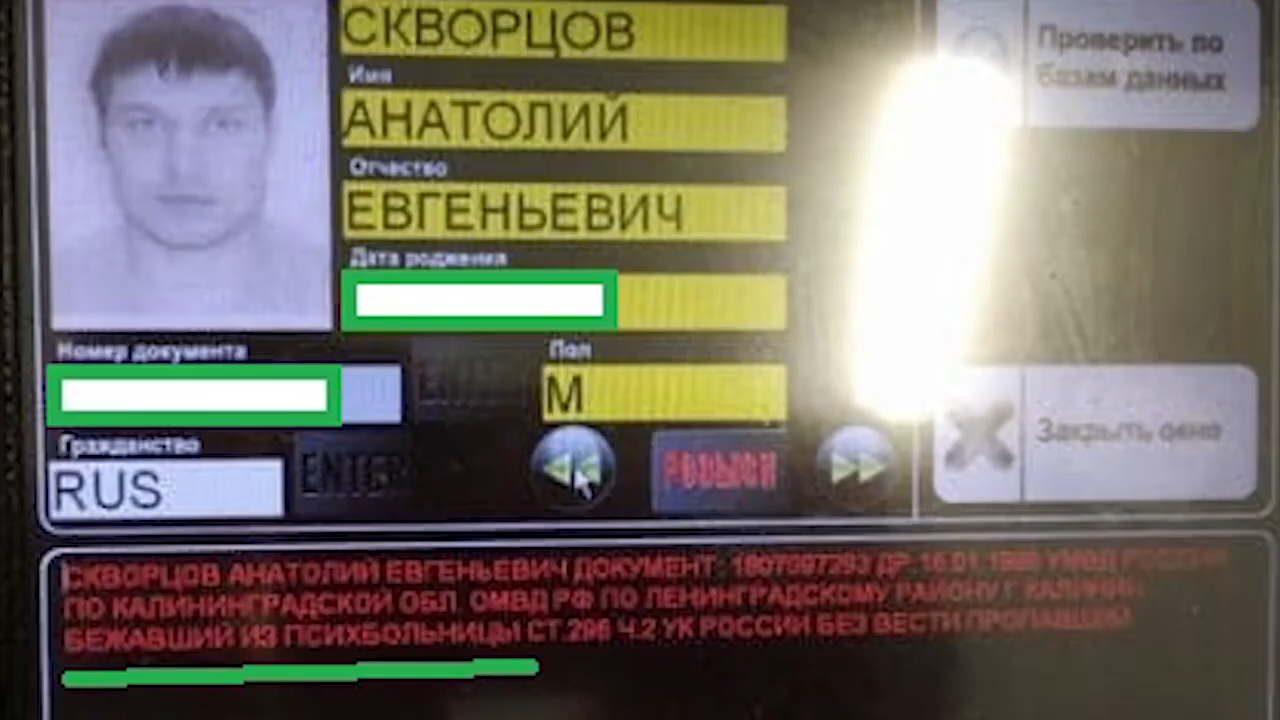 СКВОРЦОВ
Проверить по
базам данных
Имя
АНАТОЛИЙ
Отчество
ЕВГЕНЬЕВИЧ
Дата рождения
Номер документа
Пол
М
Гражданство
RUS
ENTER
РОЗЫСК
Закрыть окно
СКВОРЦОВ АНАТОЛИЙ ЕВГЕНЬЕВИЧ ДОКУМЕНТ: ДР: УМВД РОССИИ
ПО КАЛИНИНГРАДСКОЙ ОБЛ. ОМВД РФ ПО ЛЕНИНГРАДСКОМУ РАЙОНУ Г.
БЕЖАВШИЙ ИЗ ПСИХБОЛЬНИЦЫ СТ.296 Ч.2 УК РОССИИ БЕЗ ВЕСТИ ПРОПАВШИЙ